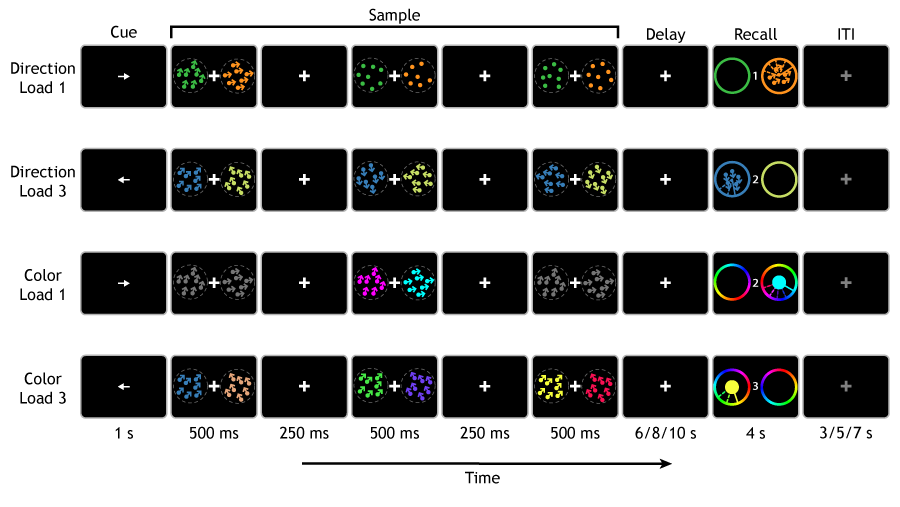 Sample
Cue
Delay
Recall
ITI
Direction
Load 1
1
Direction
Load 3
2
Color
Load 1
2
Color
Load 3
3
1 s
500 ms
250 ms
500 ms
250 ms
500 ms
6/8/10 s
4 s
3/5/7 s
Time